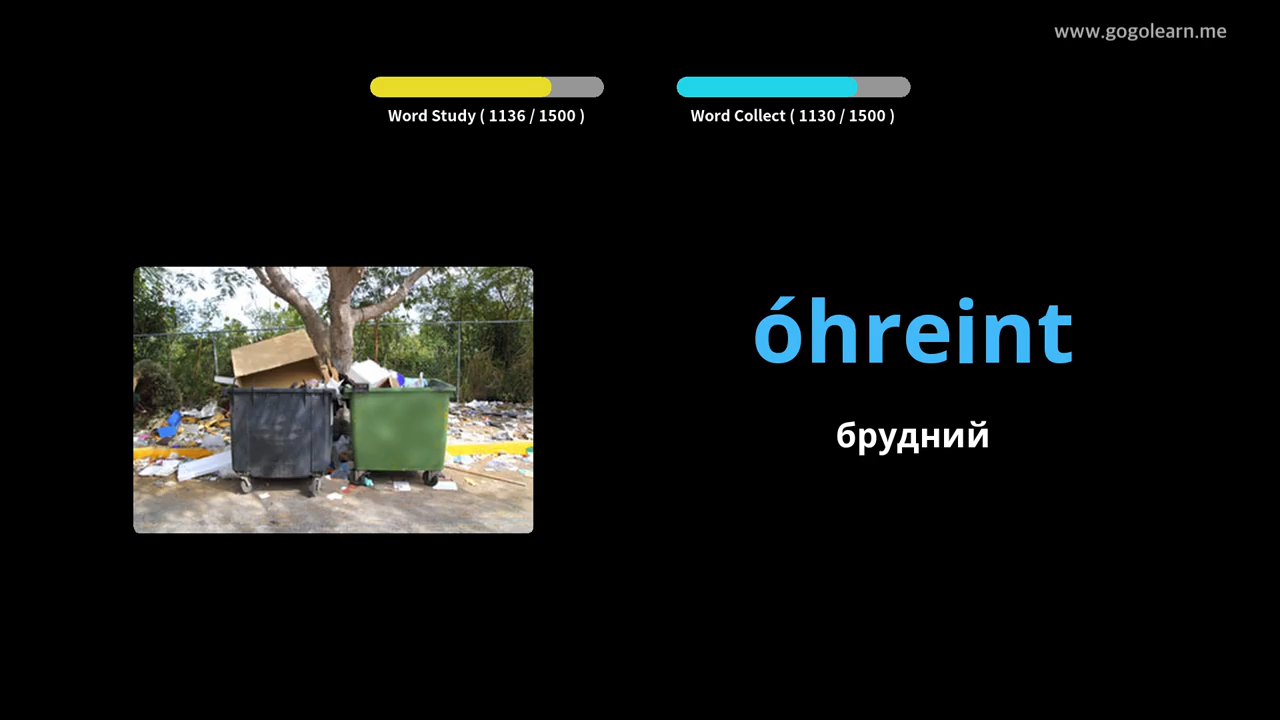 www.gogolearn.me
Word Study ( 1136 / 1500 )
Word Collect ( 1130 / 1500 )
óhreint
брудний